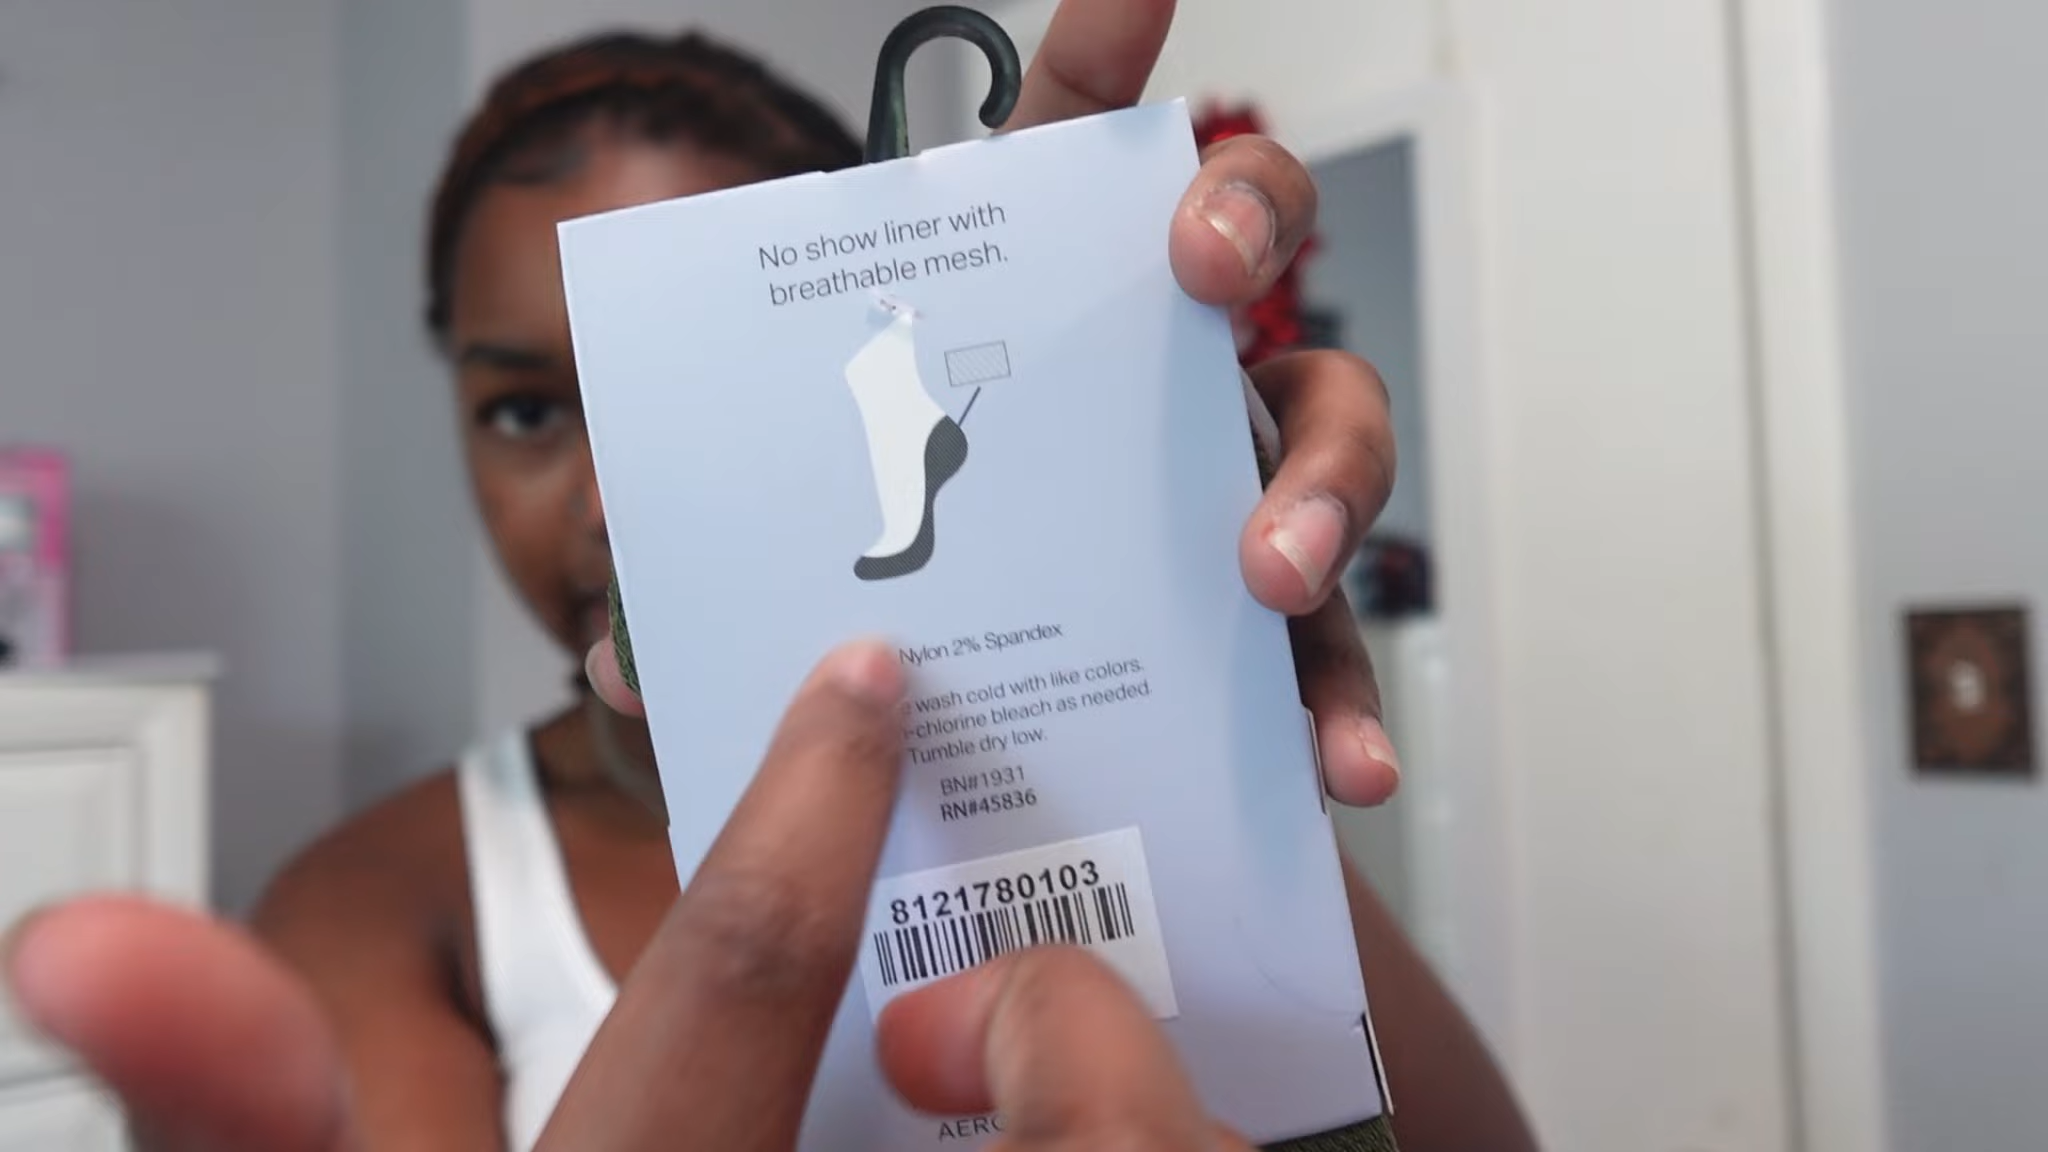 No show liner with
breathable mesh.
Nylon 2% Spandex
wash cold with like colors.
-chlorine bleach as needed.
Tumble dry low.
BN#1931
RN#45836
8121780103